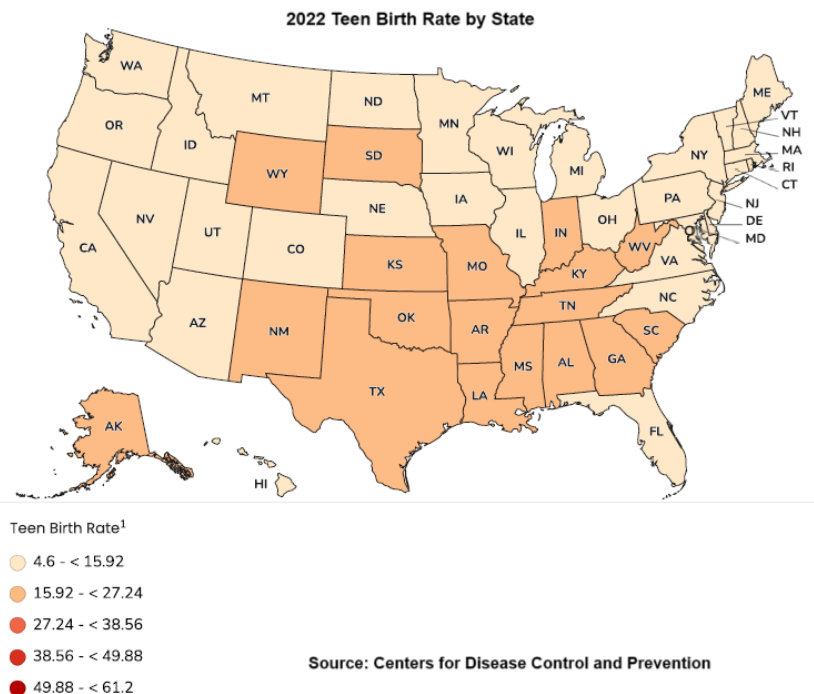 2022 Teen Birth Rate by State
WA
MT
ND
MN
ME
VT
NH
OR
ID
SD
WI
MI
NY
MA
RI
CT
WY
IA
NE
PA
NJ
DE
MD
NV
UT
CO
IL
IN
OH
WV
VA
CA
KS
MO
KY
NC
AZ
NM
OK
AR
TN
SC
MS
AL
GA
TX
LA
AK
FL
HI
Teen Birth Rate¹
4.6 - < 15.92
15.92 - < 27.24
27.24 - < 38.56
38.56 - < 49.88
49.88 - < 61.2
Source: Centers for Disease Control and Prevention